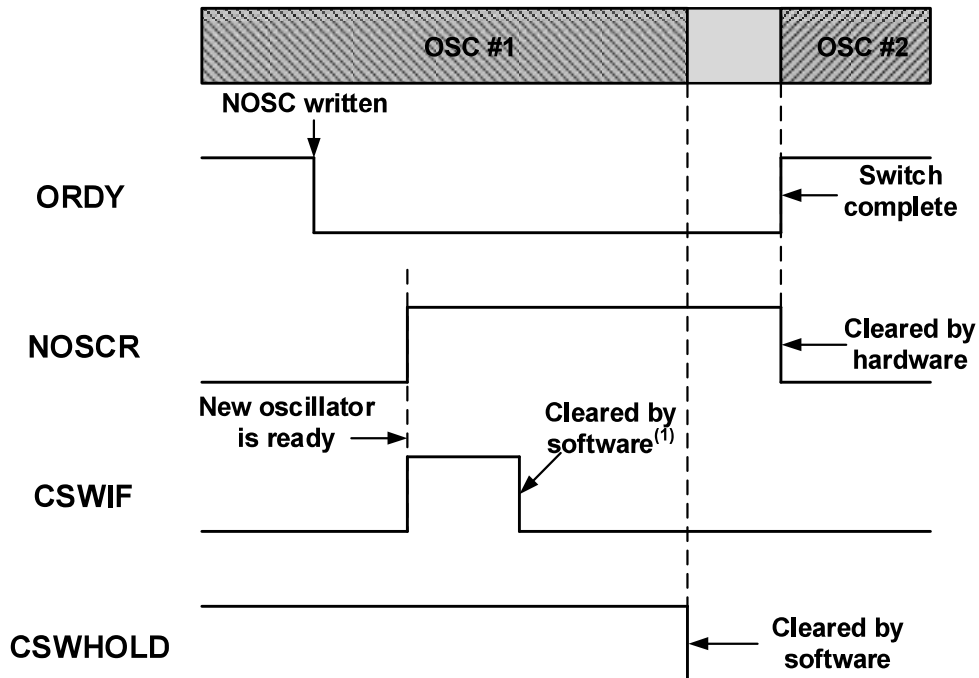 OSC #1
OSC #2
NOSC written
ORDY
Switch
complete
NOSCR
Cleared by
hardware
New oscillator
is ready
Cleared by
software(1)
CSWIF
CSWHOLD
Cleared by
software